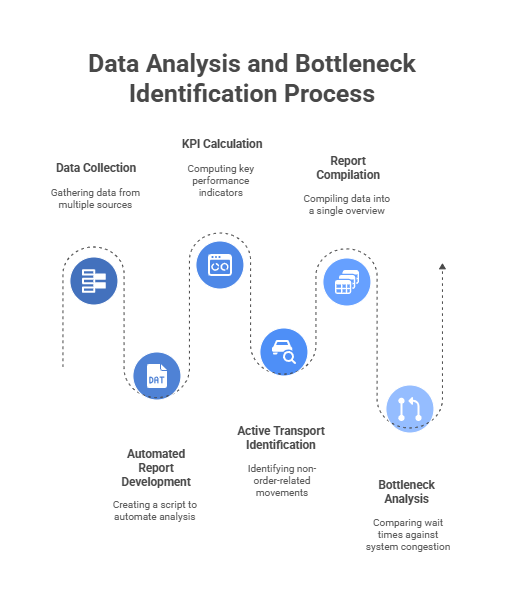 Data Analysis and Bottleneck
Identification Process
Data Collection
Gathering data from
multiple sources
DAT
Automated
Report
Development
Creating a script to
automate analysis
KPI Calculation
Computing key
performance
indicators
Active Transport
Identification
Identifying non-
order-related
movements
Report
Compilation
Compiling data into
a single overview
Bottleneck
Analysis
Comparing wait
times against
system congestion